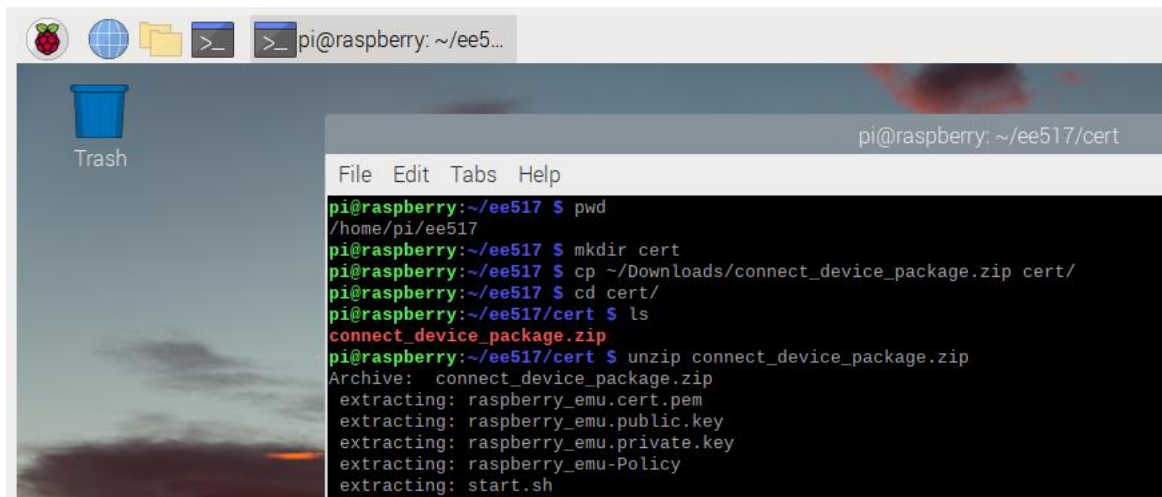 pi@raspberry: ~/ee5...
Trash
pi@raspberry: ~/ee517/cert
File Edit Tabs Help
pi@raspberry:~/ee517 $ pwd
/home/pi/ee517
pi@raspberry:~/ee517 $ mkdir cert
pi@raspberry:~/ee517 $ cp ~/Downloads/connect_device_package.zip cert/
pi@raspberry:~/ee517 $ cd cert/
pi@raspberry:~/ee517/cert $ ls
connect_device_package.zip
pi@raspberry:~/ee517/cert $ unzip connect_device_package.zip
Archive:  connect_device_package.zip
 extracting: raspberry_emu.cert.pem
 extracting: raspberry_emu.public.key
 extracting: raspberry_emu.private.key
 extracting: raspberry_emu-Policy
 extracting: start.sh